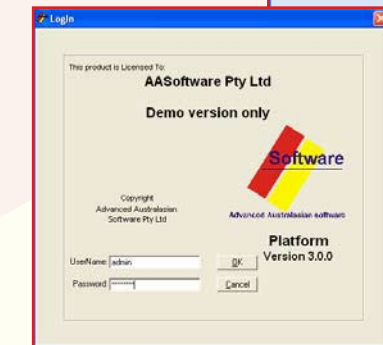 LogIn
This product is Licensed To:
AASoftware Pty Ltd
Demo version only
Software
Advanced Australasian software
Copyright
Advanced Australasian
Software Pty Ltd
Platform
Version 3.0.0
UserName: admin
OK
Password: ********
Cancel